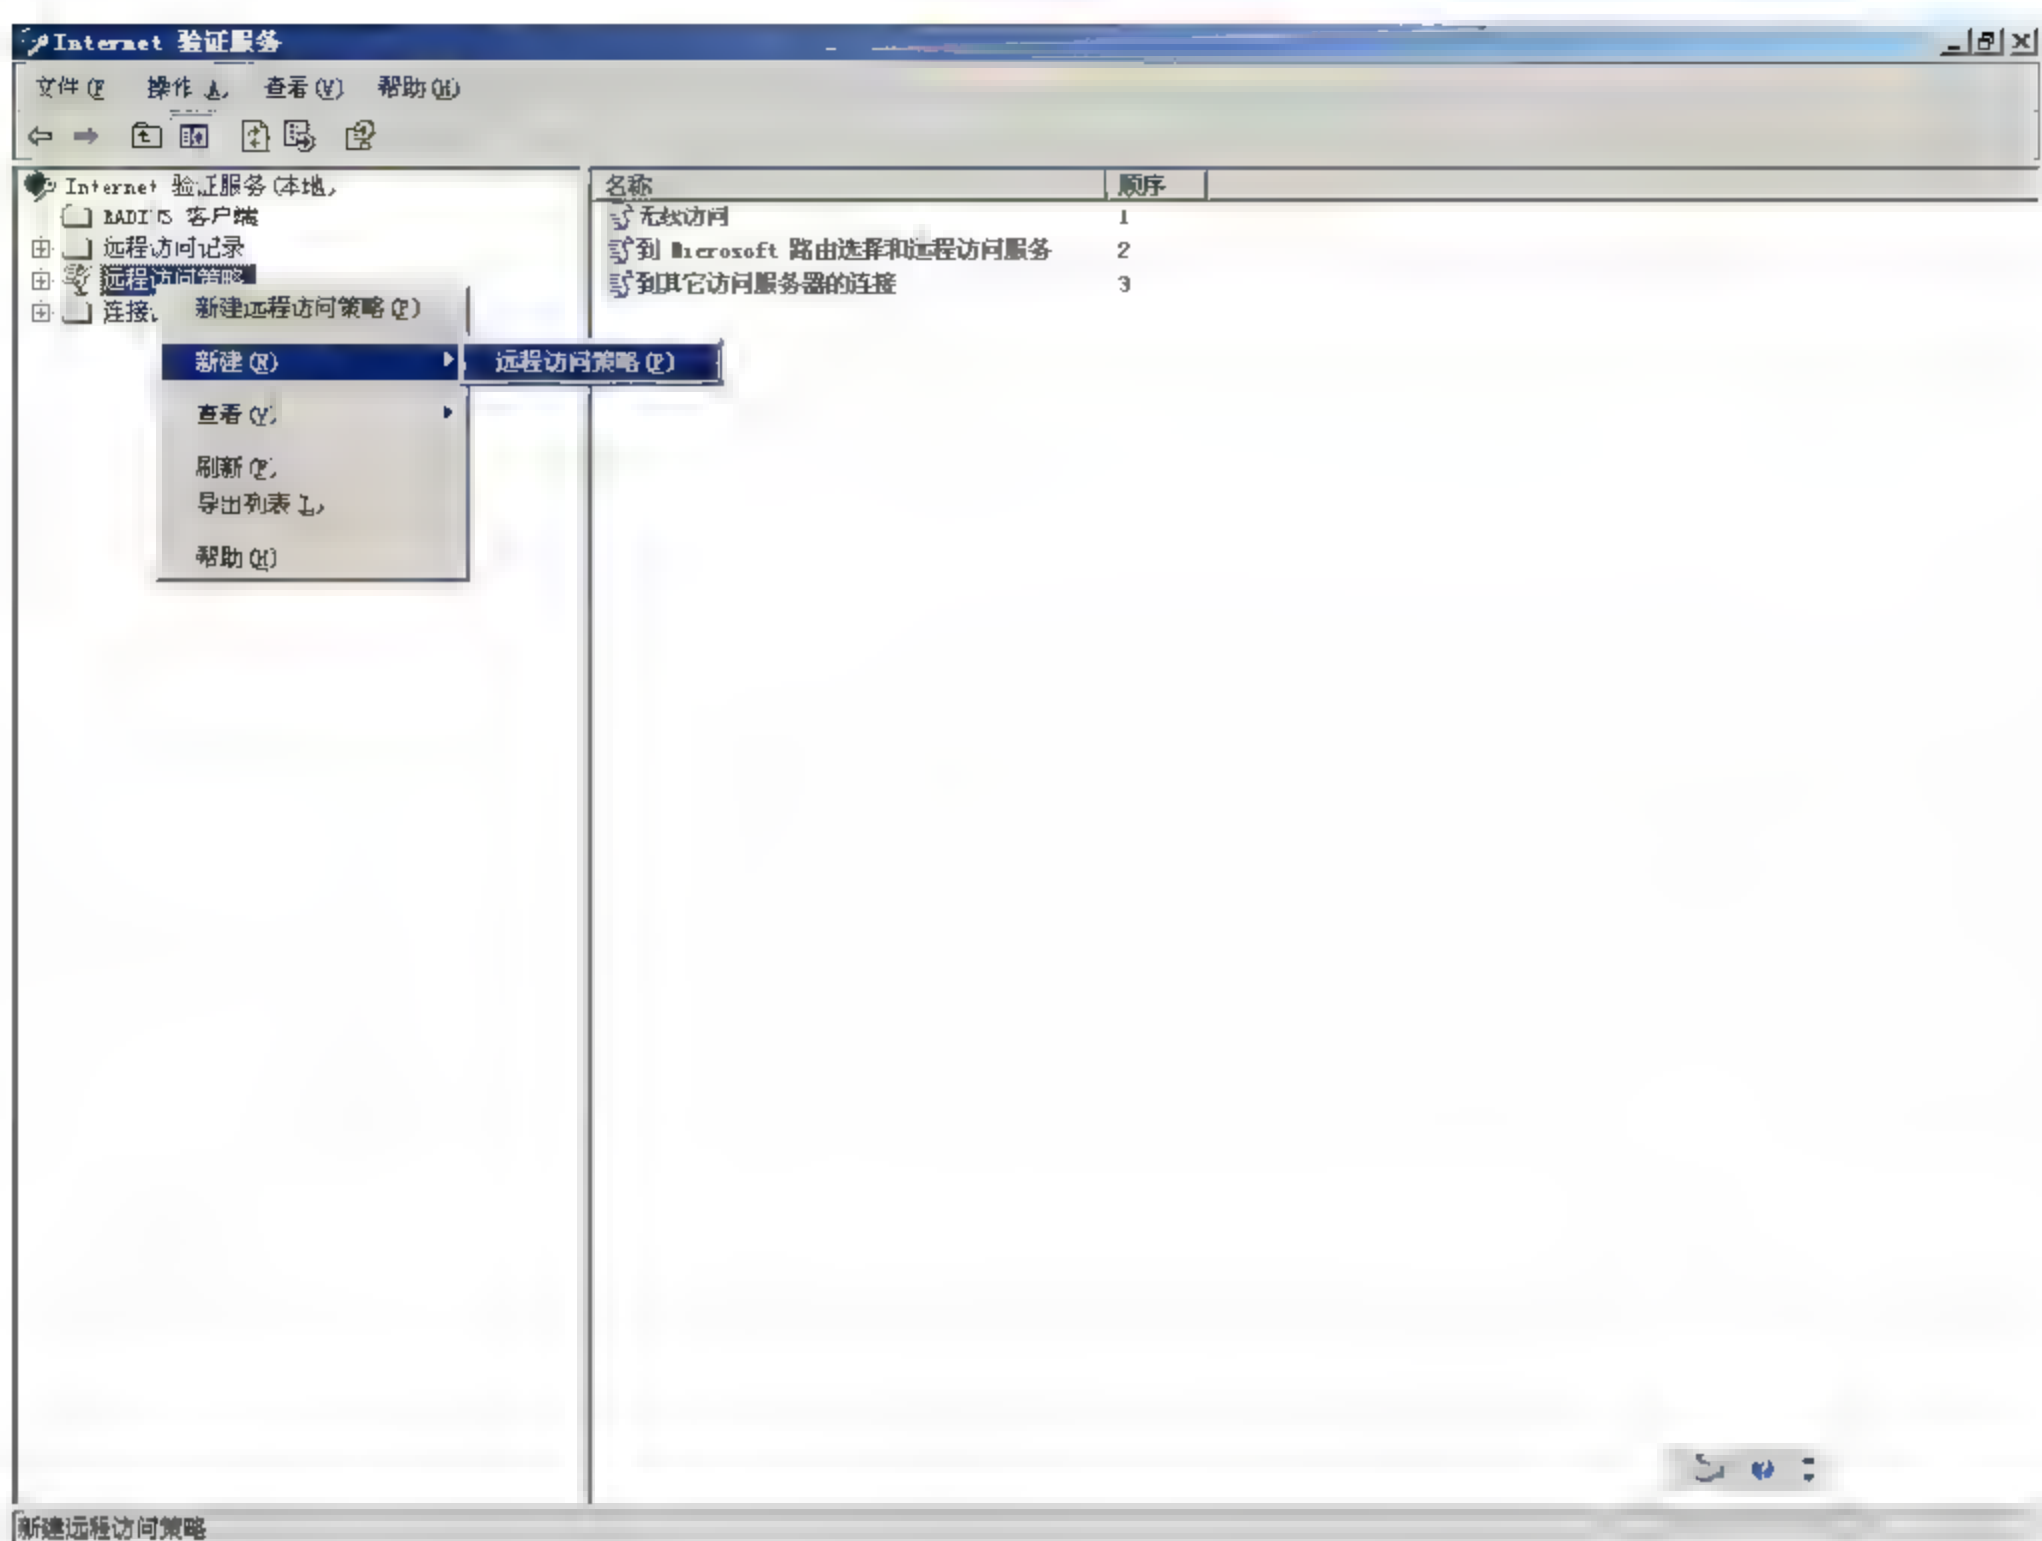 Internet 验证服务
文件(F 操作 A) 查看(V) 帮助(H)
Internet 验证服务(本地)
RADIUS 客户端
远程访问记录
远程访问策略
连接
新建远程访问策略(P)
新建(N)
远程访问策略(P)
查看(V)
刷新(F)
导出列表 L)
帮助(H)
名称 顺序
无线访问 1
到 Microsoft 路由选择和远程访问服务 2
到其它访问服务器的连接 3
新建远程访问策略